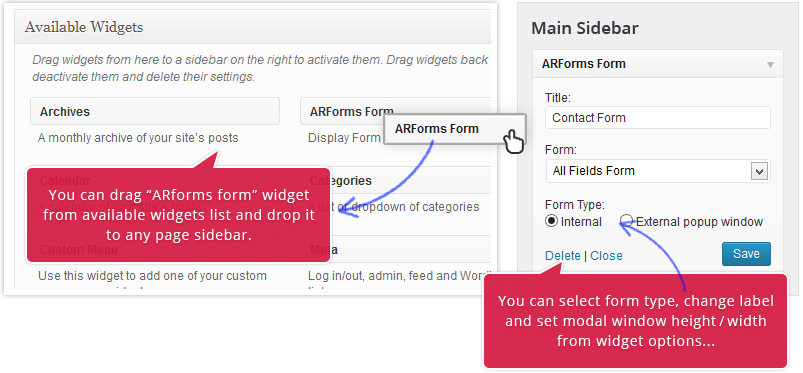 Available Widgets
Drag widgets from here to a sidebar on the right to activate them. Drag widgets back
deactivate them and delete their settings.
Archives
A monthly archive of your site's posts
ARForms Form
Display Form
ARForms Form
Calendar
Categories
A list or dropdown of categories
You can drag “ARforms form” widget
from available widgets list and drop it
to any page sidebar.
Custom Menu
Use this widget to add one of your custom
Meta
Log in/out, admin, feed and
Main Sidebar
ARForms Form
Title:
Contact Form
Form:
All Fields Form
Form Type:
Internal External popup window
Delete | Close Save
You can select form type, change label
and set modal window height / width
from widget options...